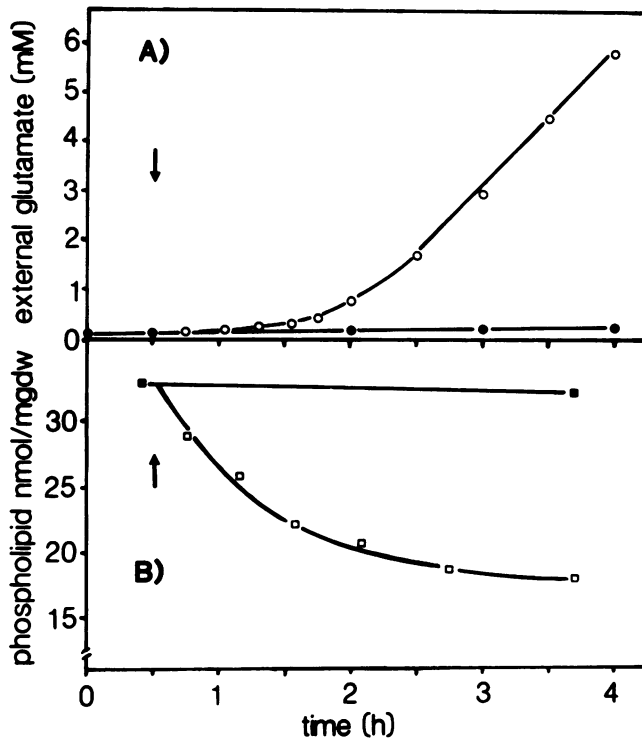 A)
external glutamate (mM)
6
5
4
3
2
1
0
B)
phospholipid nmol/mgdw
30
25
20
15
0 1 2 3 4
time (h)